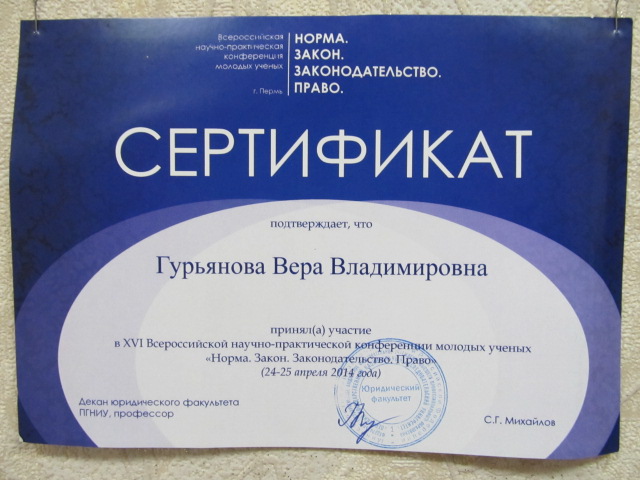 Всероссийская
научно-практическая
конференция
молодых ученых
г. Пермь
НОРМА.
ЗАКОН.
ЗАКОНОДАТЕЛЬСТВО.
ПРАВО.
СЕРТИФИКАТ
подтверждает, что
Гурьянова Вера Владимировна
принял(а) участие
в XVI Всероссийской научно-практической конференции молодых ученых
«Норма. Закон. Законодательство. Право»
(24-25 апреля 2014 года)
Юридический
факультет
Декан юридического факультета
ПГНИУ, профессор
С.Г. Михайлов